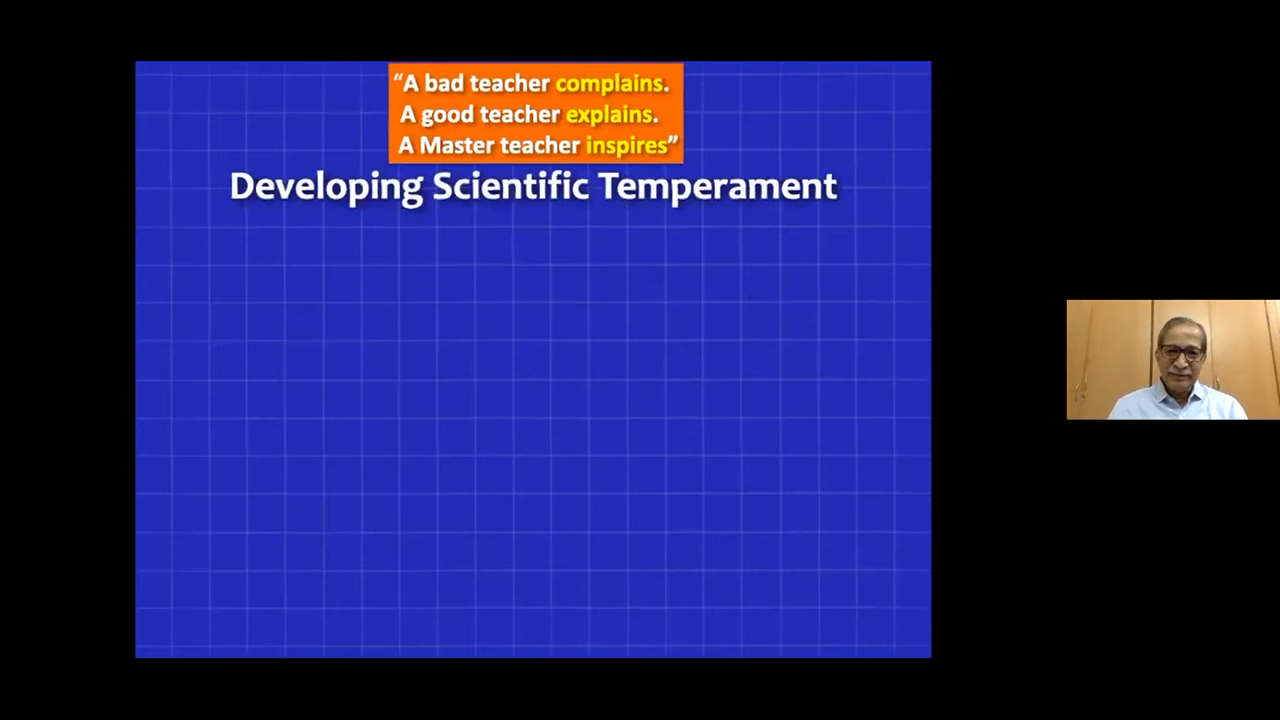 “A bad teacher complains.
A good teacher explains.
A Master teacher inspires”
Developing Scientific Temperament